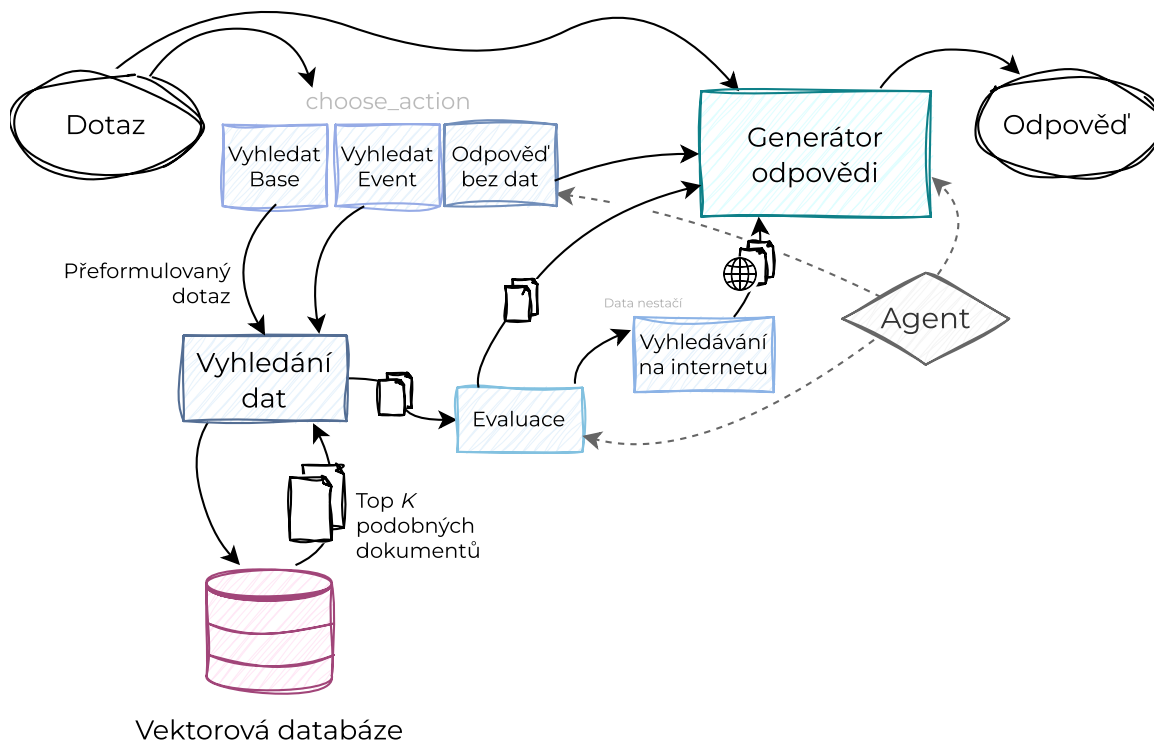 Dotaz
choose_action
Vyhledat
Base
Vyhledat
Event
Odpověď
bez dat
Generátor
odpovědi
Odpověď
Přeformulovaný
dotaz
Data nestačí
Agent
Vyhledávání
na internetu
Vyhledání
dat
Evaluace
Top K
podobných
dokumentů
Vektorová databáze